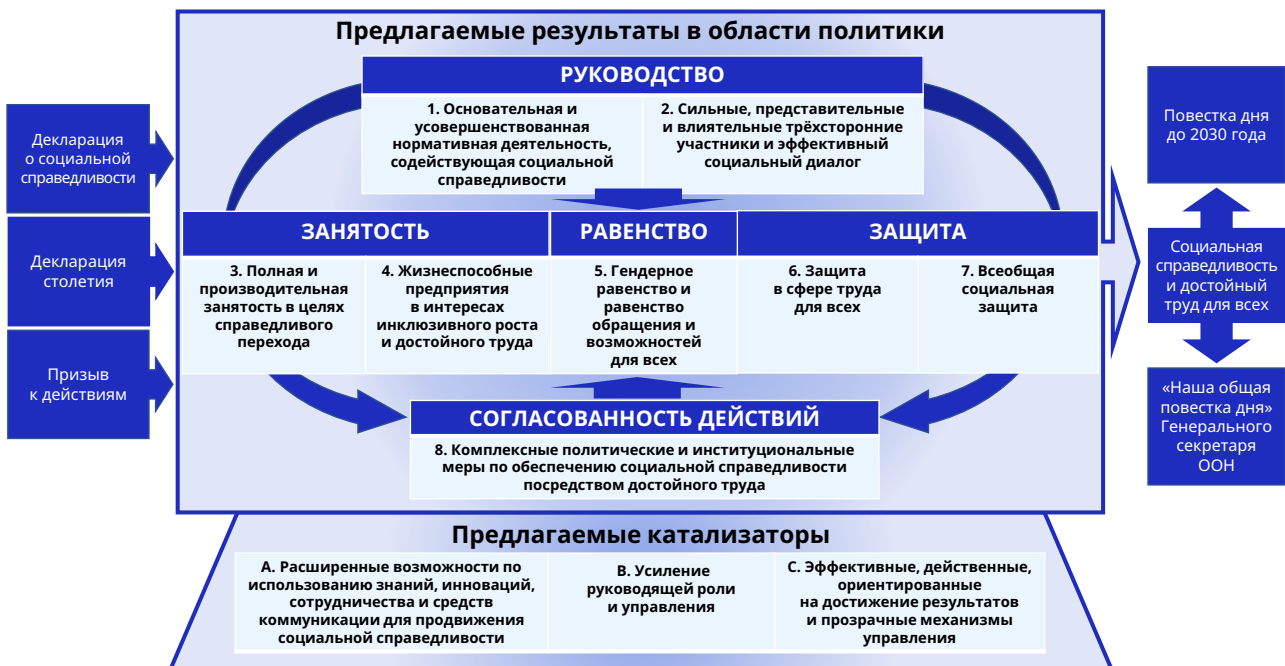 Предлагаемые результаты в области политики
РУКОВОДСТВО
1. Основательная и
усовершенствованная
нормативная деятельность,
содействующая социальной
справедливости
2. Сильные, представительные
и влиятельные трёхсторонние
участники и эффективный
социальный диалог
Декларация
о социальной
справедливости
Декларация
столетия
Призыв
к действиям
ЗАНЯТОСТЬ
3. Полная и
производительная
занятость в целях
справедливого
перехода
4. Жизнеспособные
предприятия
в интересах
инклюзивного роста
и достойного труда
РАВЕНСТВО
5. Гендерное
равенство и
равенство
обращения и
возможностей
для всех
ЗАЩИТА
6. Защита
в сфере труда
для всех
7. Всеобщая
социальная
защита
СОГЛАСОВАННОСТЬ ДЕЙСТВИЙ
8. Комплексные политические и институциональные
меры по обеспечению социальной справедливости
посредством достойного труда
Повестка дня
до 2030 года
Социальная
справедливость
и достойный
труд для всех
«Наша общая
повестка дня»
Генерального
секретаря
ООН
Предлагаемые катализаторы
A. Расширенные возможности по
использованию знаний, инноваций,
сотрудничества и средств
коммуникации для продвижения
социальной справедливости
B. Усиление
руководящей роли
и управления
C. Эффективные, действенные,
ориентированные
на достижение результатов
и прозрачные механизмы
управления